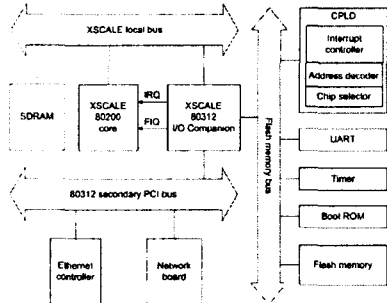 XSCALE local bus
SDRAM
XSCALE
80200
core
IRQ
FIQ
XSCALE
80312
I/O Companion
80312 secondary PCI bus
Ethernet
controller
Network
board
Flash memory bus
CPLD
Interrupt
controller
Address decoder
Chip selector
UART
Timer
Boot ROM
Flash memory